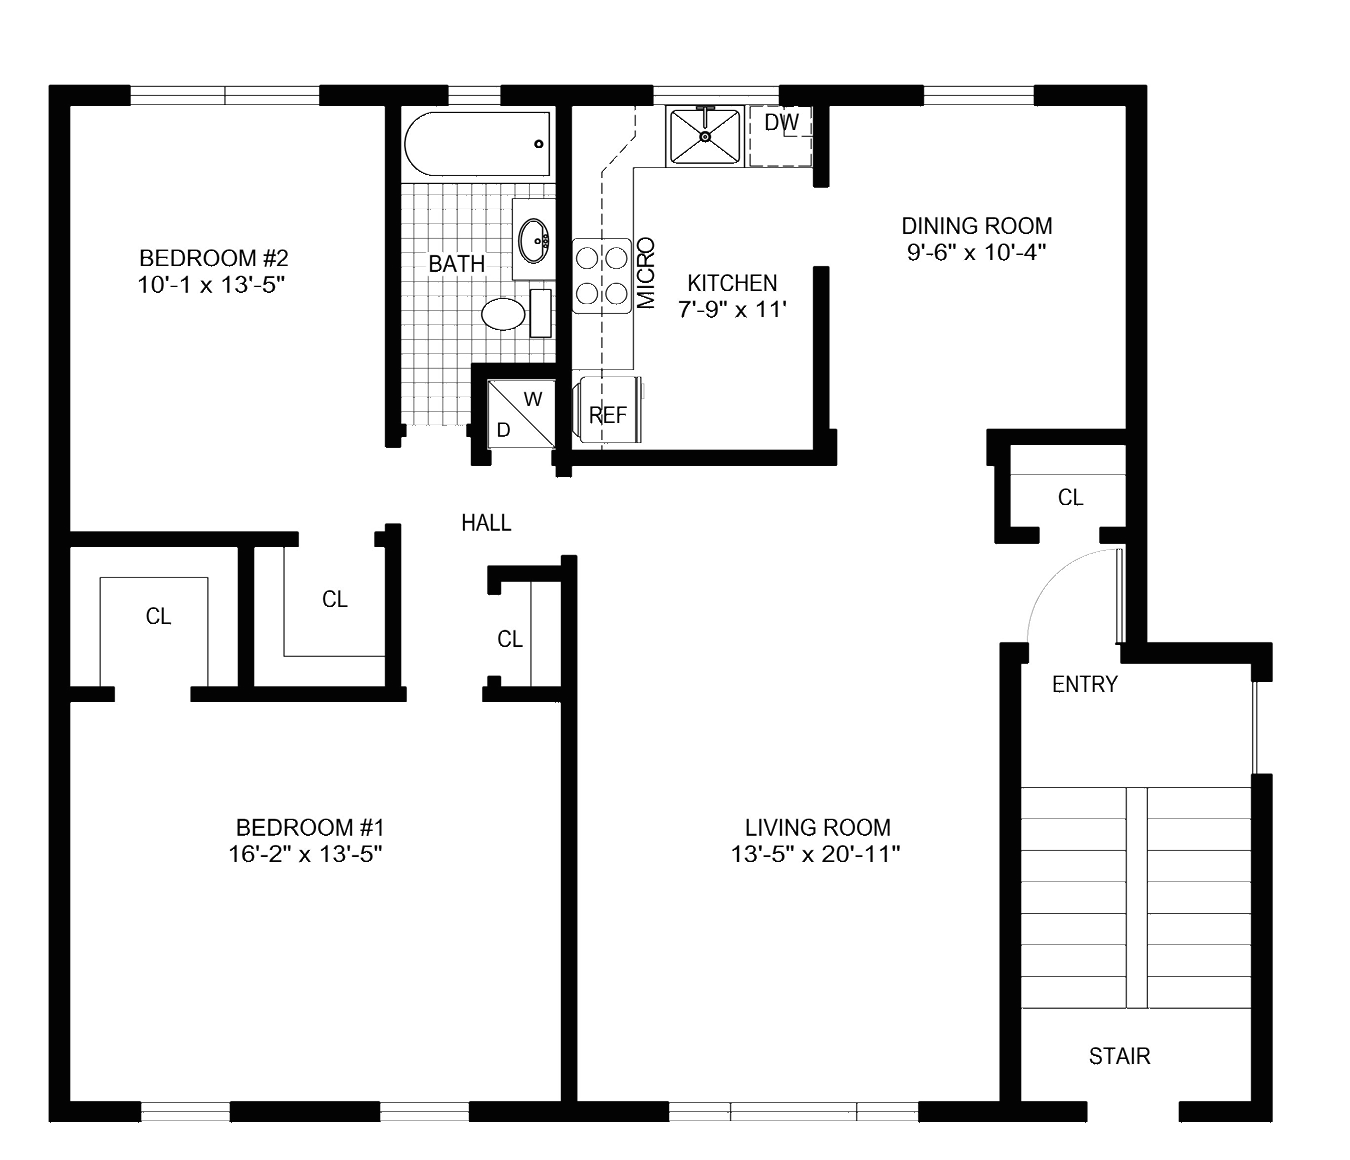 DW
DINING ROOM
9'-6" x 10'-4"
BEDROOM #2
10'-1 x 13'-5"
BATH
MICRO
KITCHEN
7'-9" x 11'
W
D
REF
CL
HALL
CL
CL
CL
ENTRY
BEDROOM #1
16'-2" x 13'-5"
LIVING ROOM
13'-5" x 20'-11"
STAIR